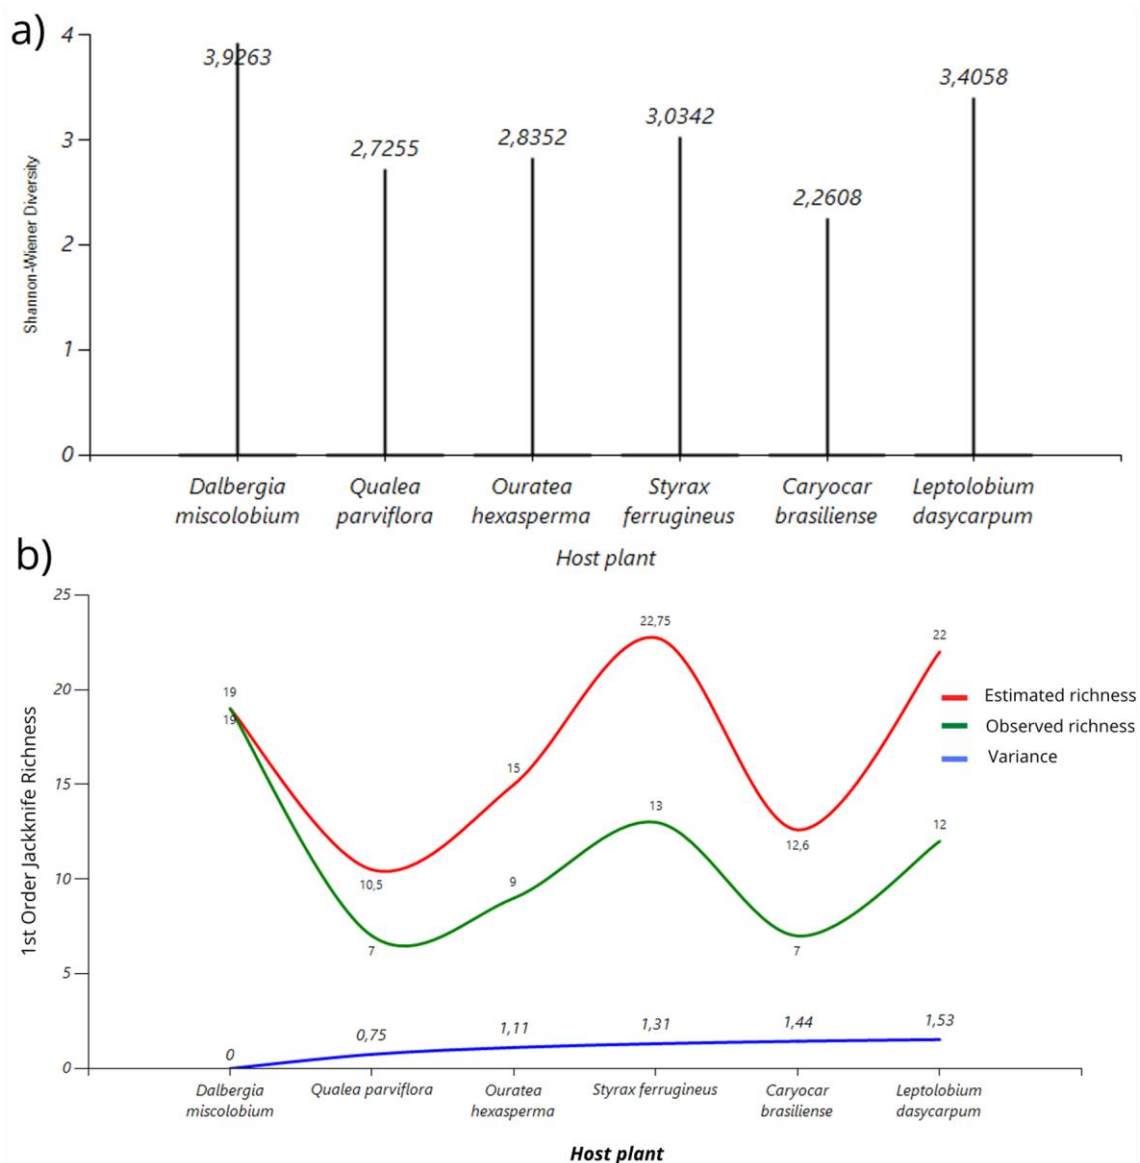 a)
4
3
2
1
0
Shannon-Wiener Diversity
3,9263
2,7255
2,8352
3,0342
2,2608
3,4058
Dalbergia
miscolobium
Qualea
parviflora
Ouratea
hexasperma
Styrax
ferrugineus
Caryocar
brasiliense
Leptolobium
dasycarpum
Host plant
b)
25
20
15
10
5
0
1st Order Jackknife Richness
19
19
10,5
15
22,75
12,6
22
7
9
13
7
12
0
0,75
1,11
1,31
1,44
1,53
Estimated richness
Observed richness
Variance
Dalbergia
miscolobium
Qualea parviflora
Ouratea
hexasperma
Styrax ferrugineus
Caryocar
brasiliense
Leptolobium
dasycarpum
Host plant